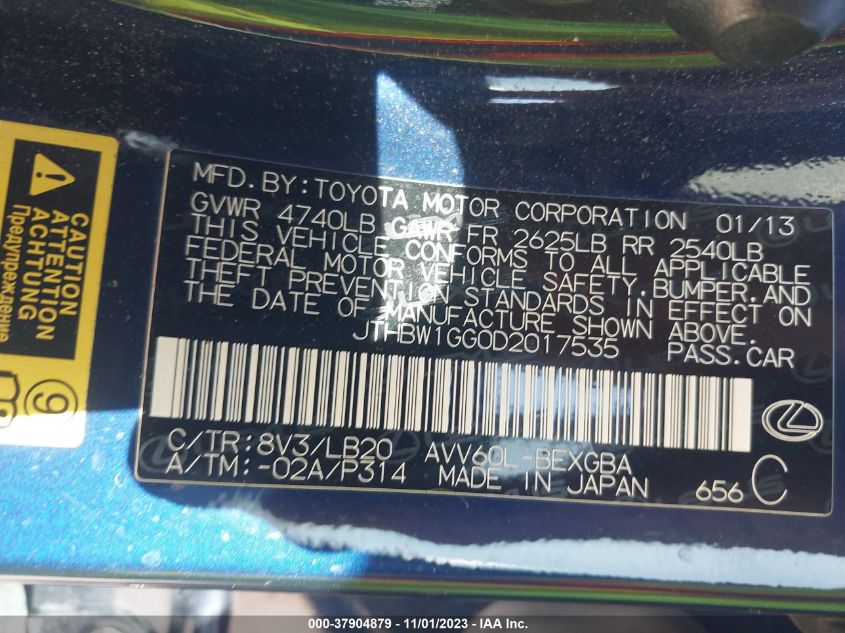 MFD. BY: TOYOTA MOTOR CORPORATION 01/13
GVWR 4740LB GAWR FR 2625LB RR 2540LB
THIS VEHICLE CONFORMS TO ALL APPLICABLE
FEDERAL MOTOR VEHICLE SAFETY, BUMPER, AND
THEFT PREVENTION STANDARDS IN EFFECT ON
THE DATE OF MANUFACTURE SHOWN ABOVE.
JTHBW1GG0D2017535 PASS. CAR
C/TR: 8V3/LB20 AVV60L-BEXGBA
A/TM: -02A/P314 MADE IN JAPAN 656 C
CAUTION
ATTENTION
ACHTUNG
Предупреждение
9
000-37904879 - 11/01/2023 - © IAA, Inc.